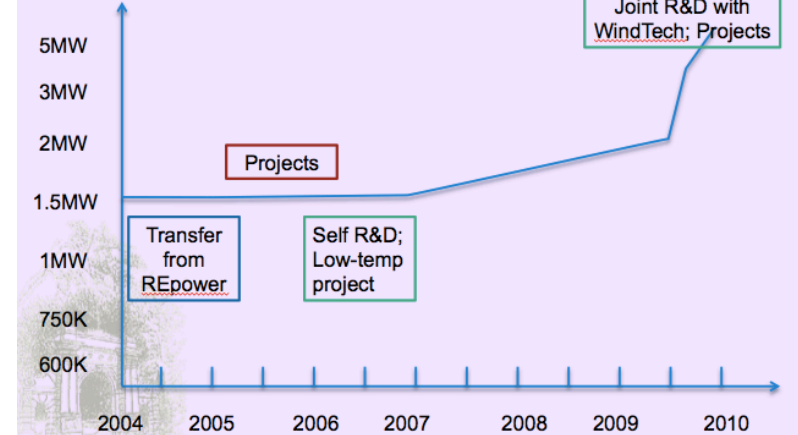 Joint R&D with
WindTech; Projects
5MW
3MW
2MW
Projects
1.5MW
Transfer
from
REpower
Self R&D;
Low-temp
project
1MW
750K
600K
2004 2005 2006 2007 2008 2009 2010